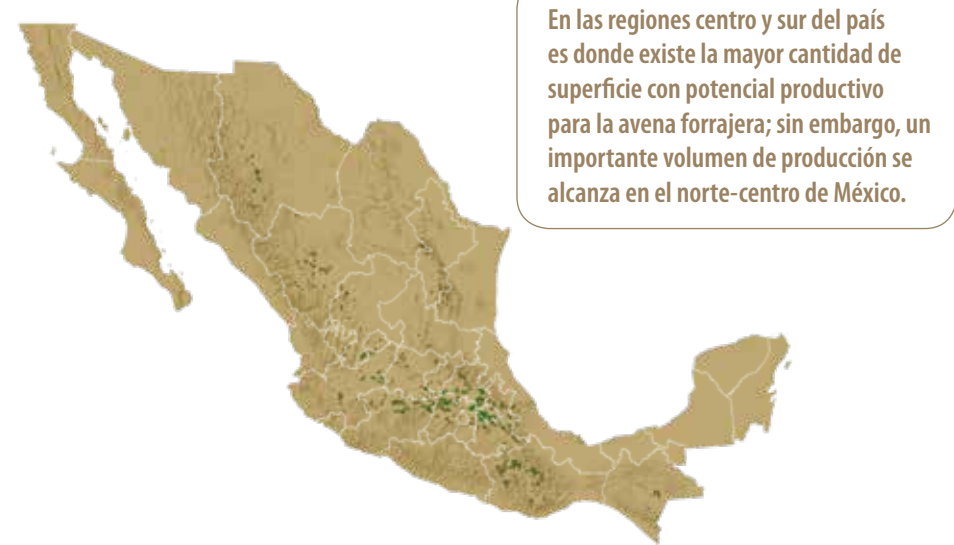 En las regiones centro y sur del país
es donde existe la mayor cantidad de
superficie con potencial productivo
para la avena forrajera; sin embargo, un
importante volumen de producción se
alcanza en el norte-centro de México.